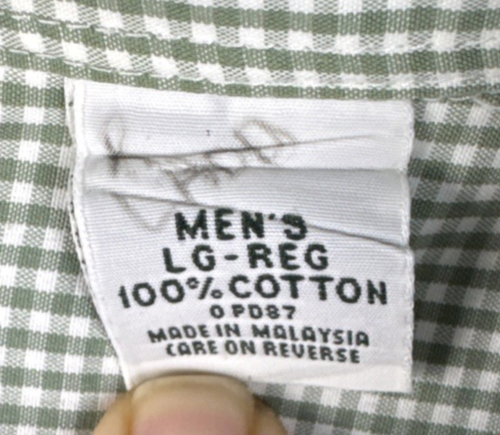 MEN'S
LG-REG
100% COTTON
0 PD87
MADE IN MALAYSIA
CARE ON REVERSE